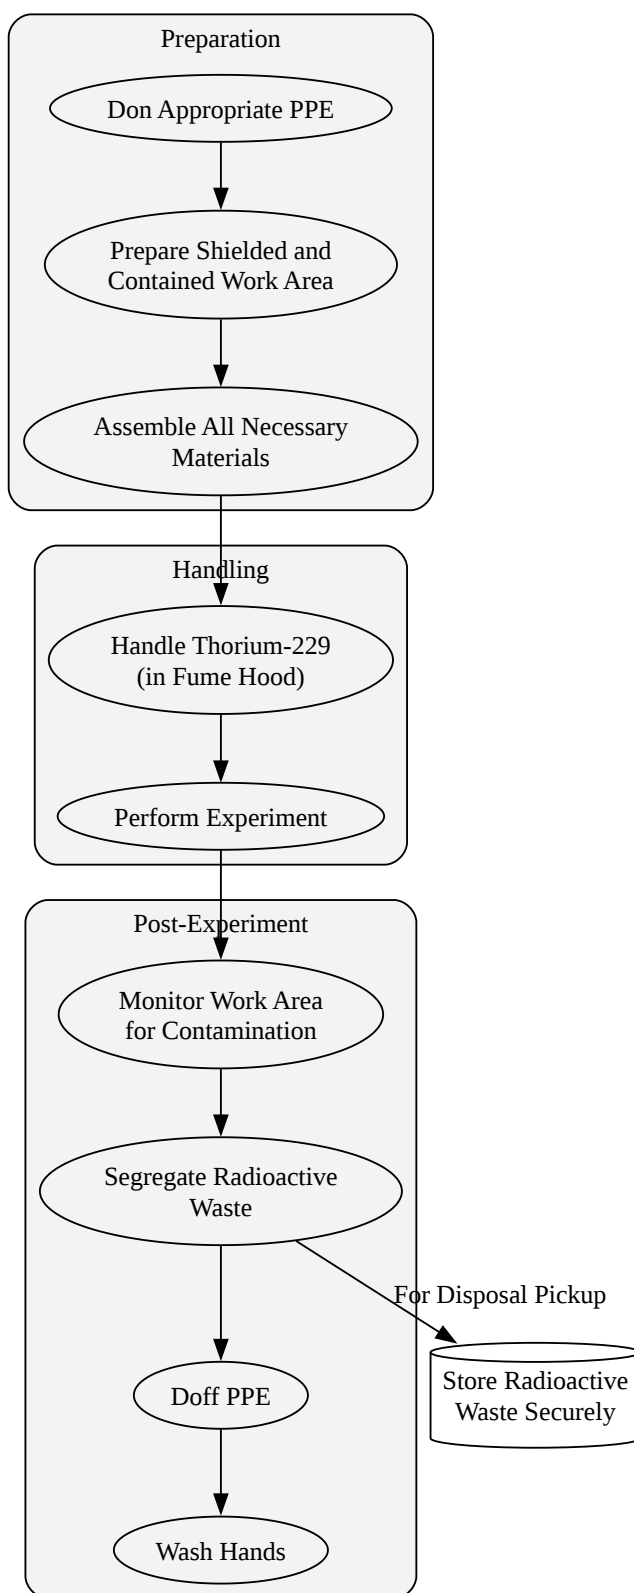 Preparation
Don Appropriate PPE
Prepare Shielded and
Contained Work Area
Assemble All Necessary
Materials
Handling
Handle Thorium-229
(in Fume Hood)
Perform Experiment
Post-Experiment
Monitor Work Area
for Contamination
Segregate Radioactive
Waste
For Disposal Pickup
Store Radioactive
Waste Securely
Doff PPE
Wash Hands